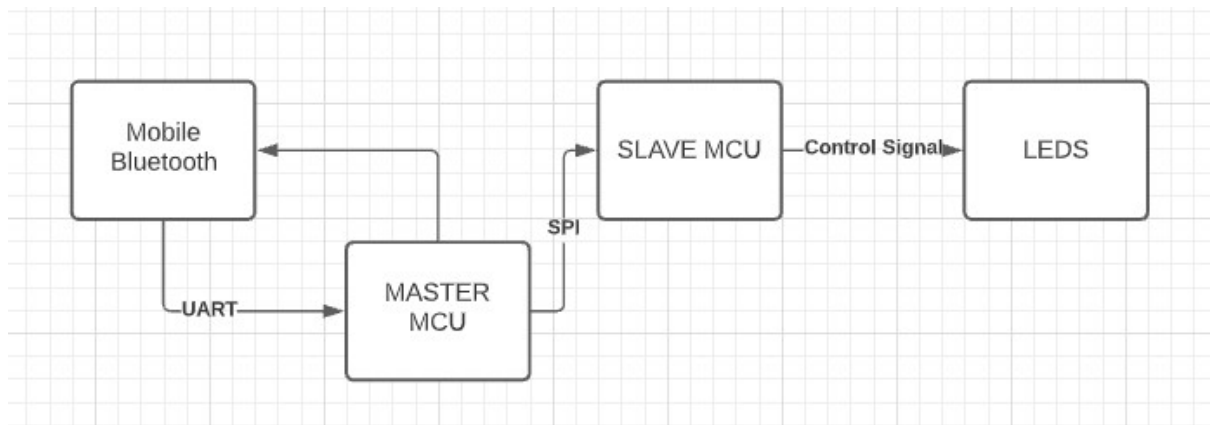 Mobile
Bluetooth
SLAVE MCU
Control Signal
LEDS
SPI
MASTER
MCU
UART